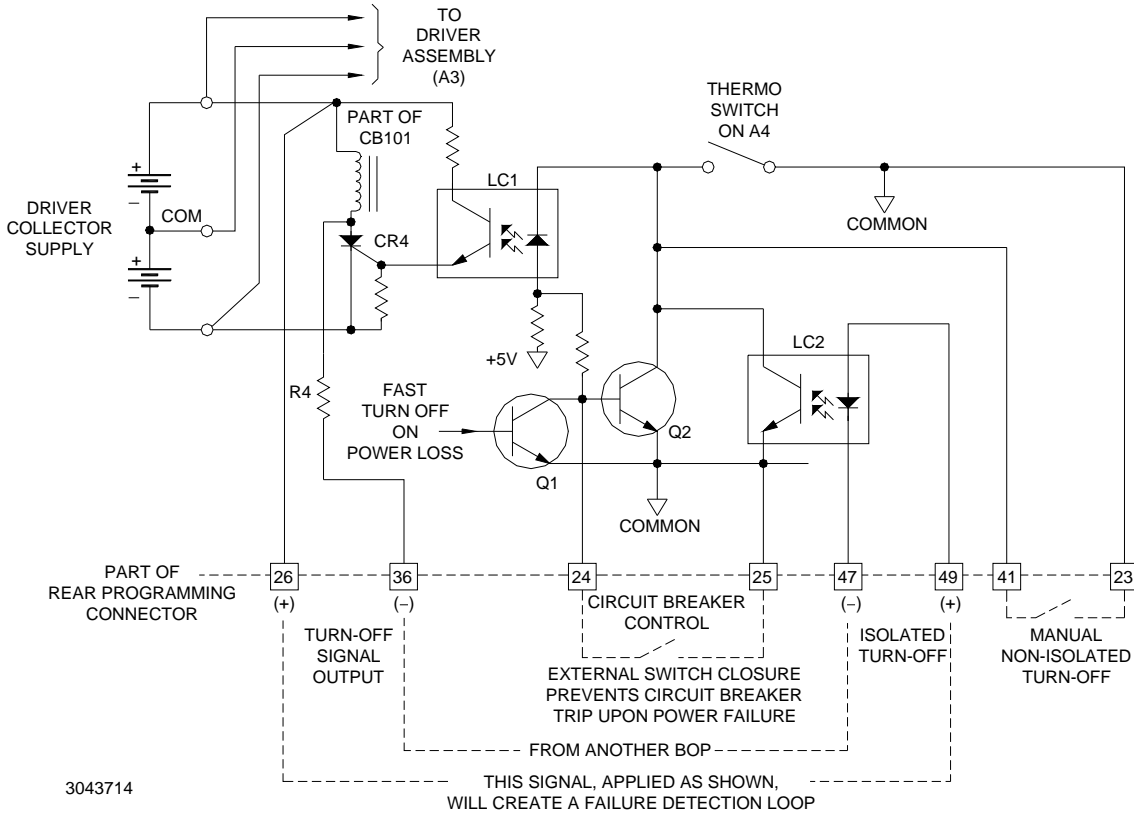 TO
DRIVER
ASSEMBLY
(A3)
THERMO
SWITCH
ON A4
PART OF
CB101
+
−
DRIVER
COLLECTOR
SUPPLY
COM
+
−
LC1
CR4
COMMON
+5V
LC2
R4
FAST
TURN OFF
ON
POWER LOSS
Q2
Q1
COMMON
PART OF
REAR PROGRAMMING
CONNECTOR
26
36
24
25
47
49
41
23
(+)
(−)
(−)
(+)
CIRCUIT BREAKER
CONTROL
TURN-OFF
SIGNAL
OUTPUT
ISOLATED
TURN-OFF
MANUAL
NON-ISOLATED
TURN-OFF
EXTERNAL SWITCH CLOSURE
PREVENTS CIRCUIT BREAKER
TRIP UPON POWER FAILURE
FROM ANOTHER BOP
THIS SIGNAL, APPLIED AS SHOWN,
WILL CREATE A FAILURE DETECTION LOOP
3043714